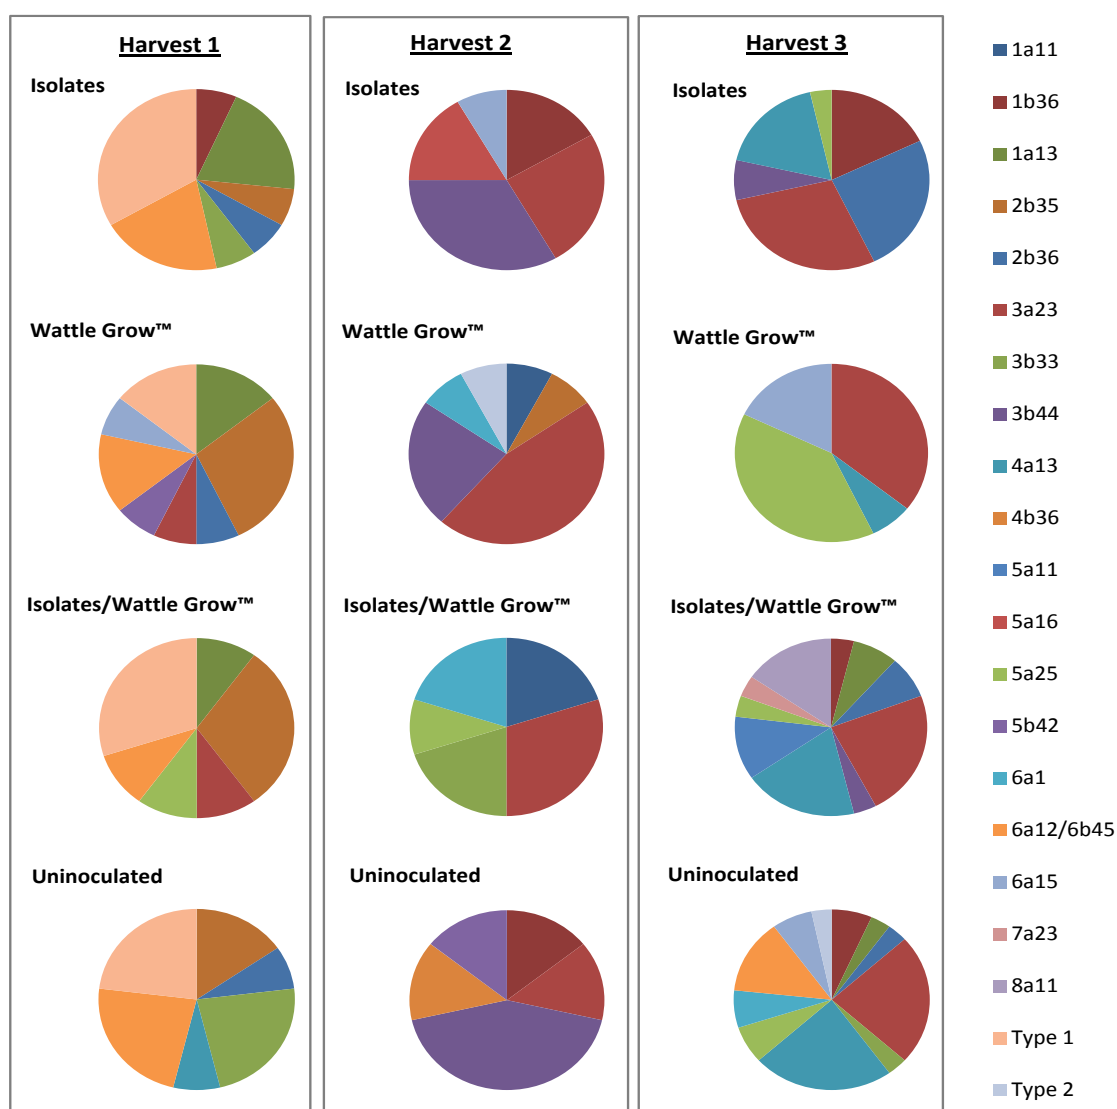 Harvest 1
Isolates
Wattle Grow™
Isolates/Wattle Grow™
Uninoculated
Harvest 2
Isolates
Wattle Grow™
Isolates/Wattle Grow™
Uninoculated
Harvest 3
Isolates
Wattle Grow™
Isolates/Wattle Grow™
Uninoculated
1a11
1b36
1a13
2b35
2b36
3a23
3b33
3b44
4a13
4b36
5a11
5a16
5a25
5b42
6a1
6a12/6b45
6a15
7a23
8a11
Type 1
Type 2